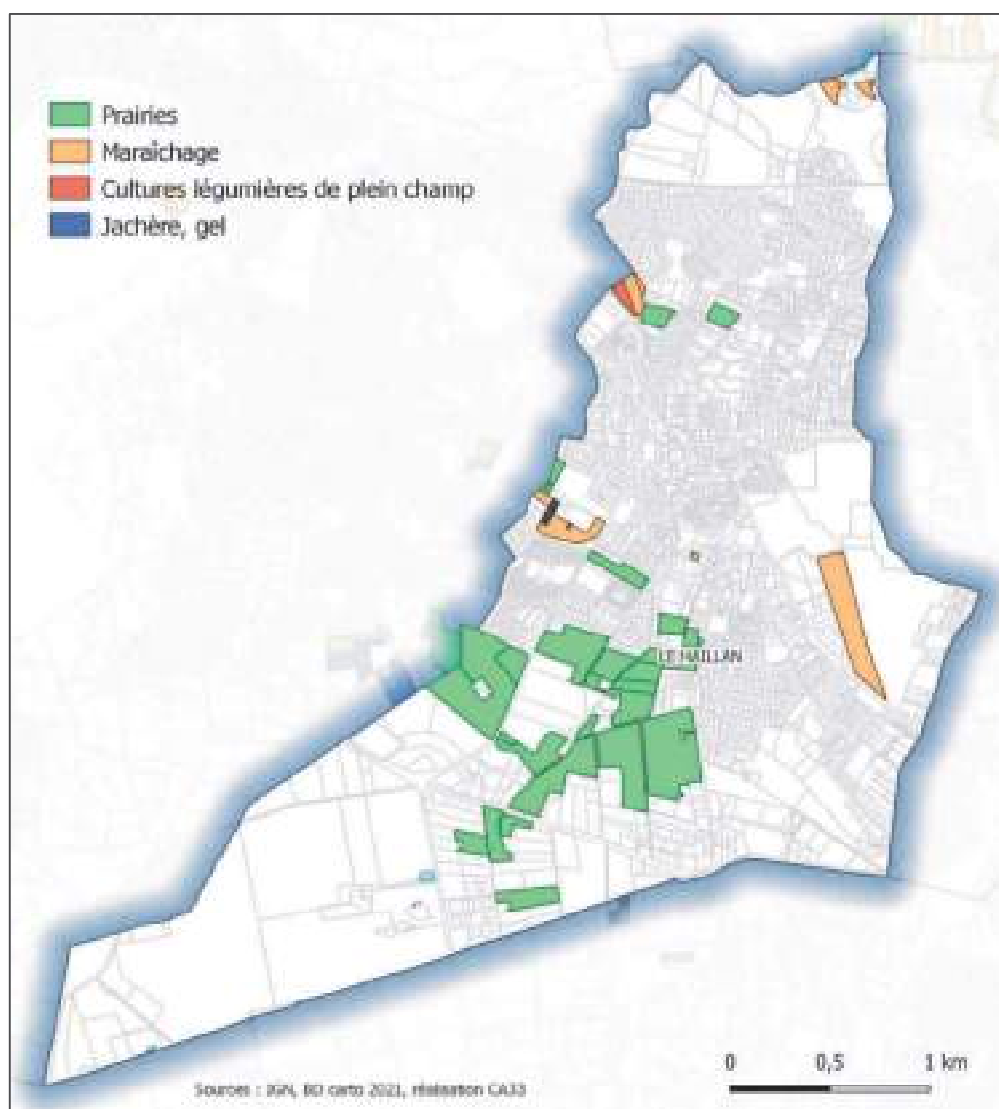 Prairies
Maraîchage
Cultures légumières de plein champ
Jachère, gel
LE HAILLAN
0 0,5 1 km
Sources : IGN, BD carto 2021, réalisation CA33